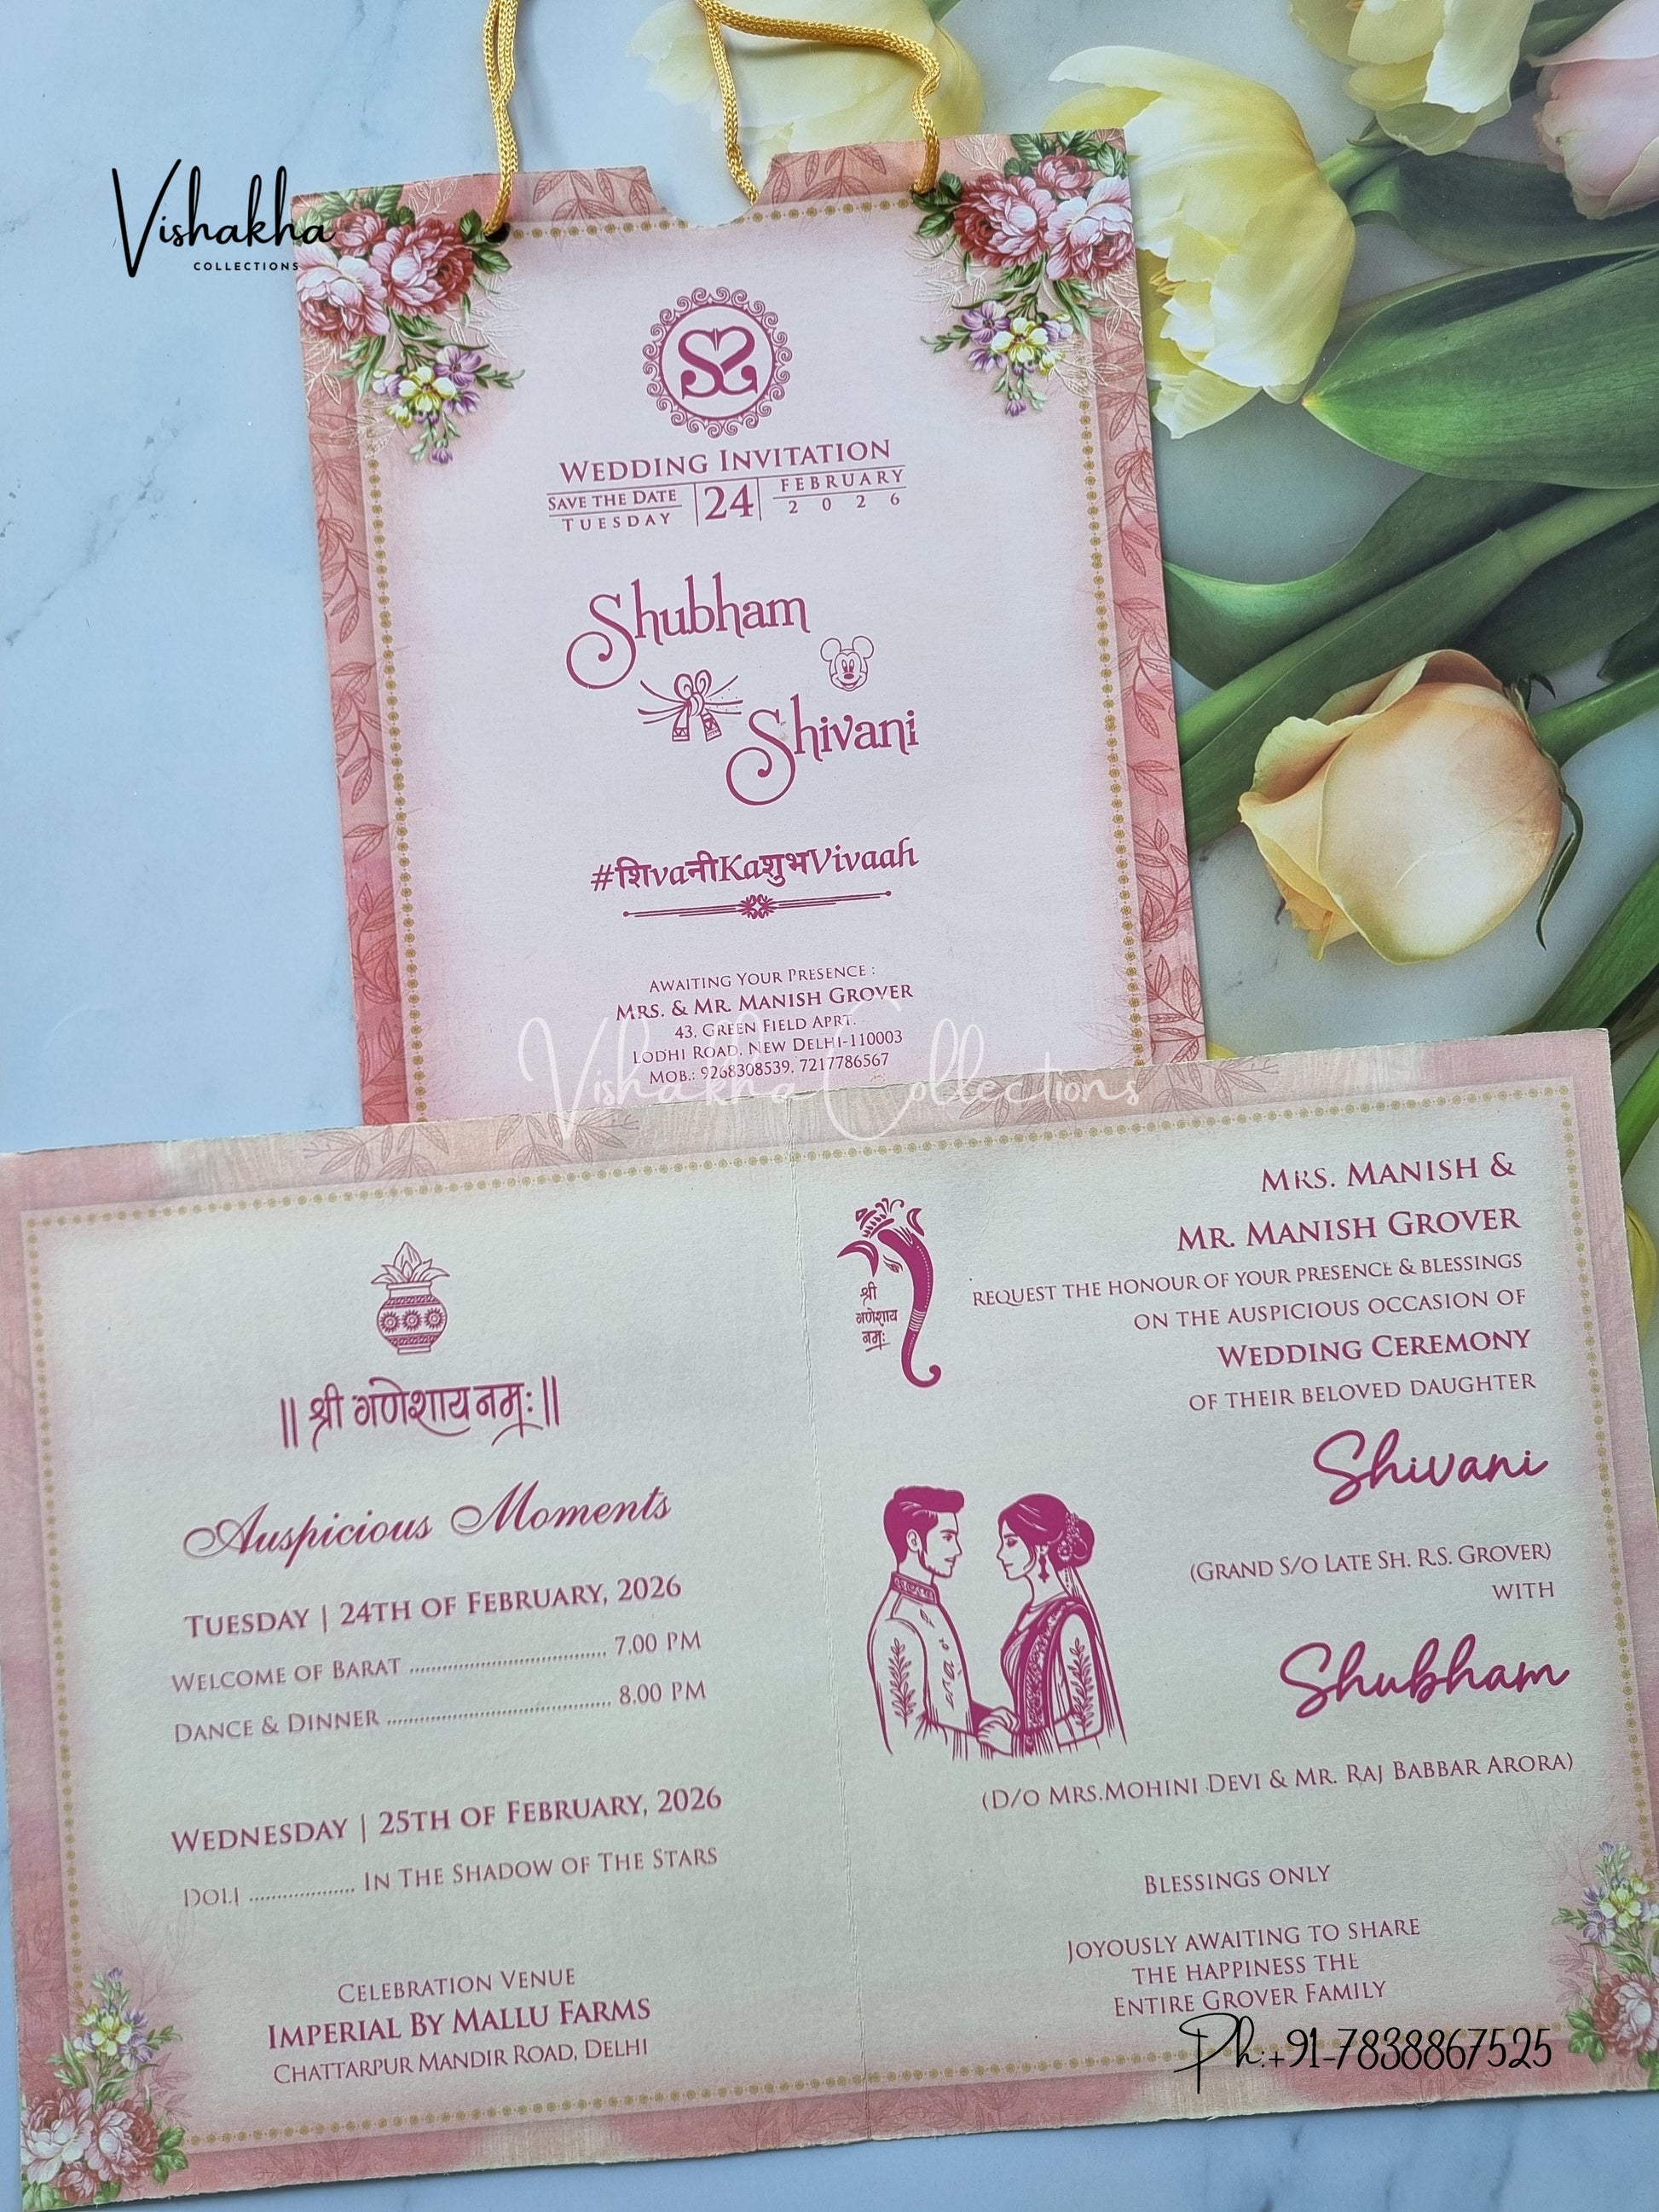 Vishakha
COLLECTIONS
SS
WEDDING INVITATION
SAVE THE DATE
TUESDAY
24
FEBRUARY
2026
Shubham
Shivani
#शिvaनीKaशुभVivaah
AWAITING YOUR PRESENCE :
MRS. & MR. MANISH GROVER
43, GREEN FIELD APRT.
LODHI ROAD, NEW DELHI-110003
MOB.: 9268308539, 7217786567
Vishakha Collections
|| श्री गणेशाय नमः ||
Auspicious Moments
TUESDAY | 24TH OF FEBRUARY, 2026
WELCOME OF BARAT ........................................ 7.00 PM
DANCE & DINNER .............................................. 8.00 PM
WEDNESDAY | 25TH OF FEBRUARY, 2026
DOLI ..................... IN THE SHADOW OF THE STARS
CELEBRATION VENUE
IMPERIAL BY MALLU FARMS
CHATTARPUR MANDIR ROAD, DELHI
श्री
गणेशाय
नमः
MRS. MANISH &
MR. MANISH GROVER
REQUEST THE HONOUR OF YOUR PRESENCE & BLESSINGS
ON THE AUSPICIOUS OCCASION OF
WEDDING CEREMONY
OF THEIR BELOVED DAUGHTER
Shivani
(GRAND S/O LATE SH. R.S. GROVER)
WITH
Shubham
(D/O MRS.MOHINI DEVI & MR. RAJ BABBAR ARORA)
BLESSINGS ONLY
JOYOUSLY AWAITING TO SHARE
THE HAPPINESS THE
ENTIRE GROVER FAMILY
Ph:+91-7838867525